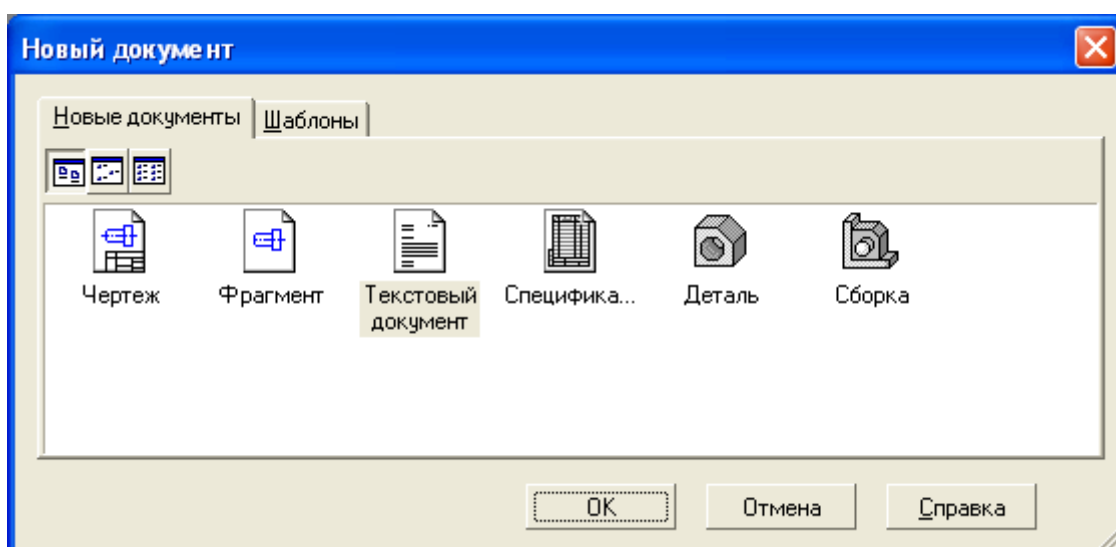 Новый документ
Новые документы Шаблоны
Чертеж Фрагмент Текстовый документ Специфика... Деталь Сборка
OK Отмена Справка